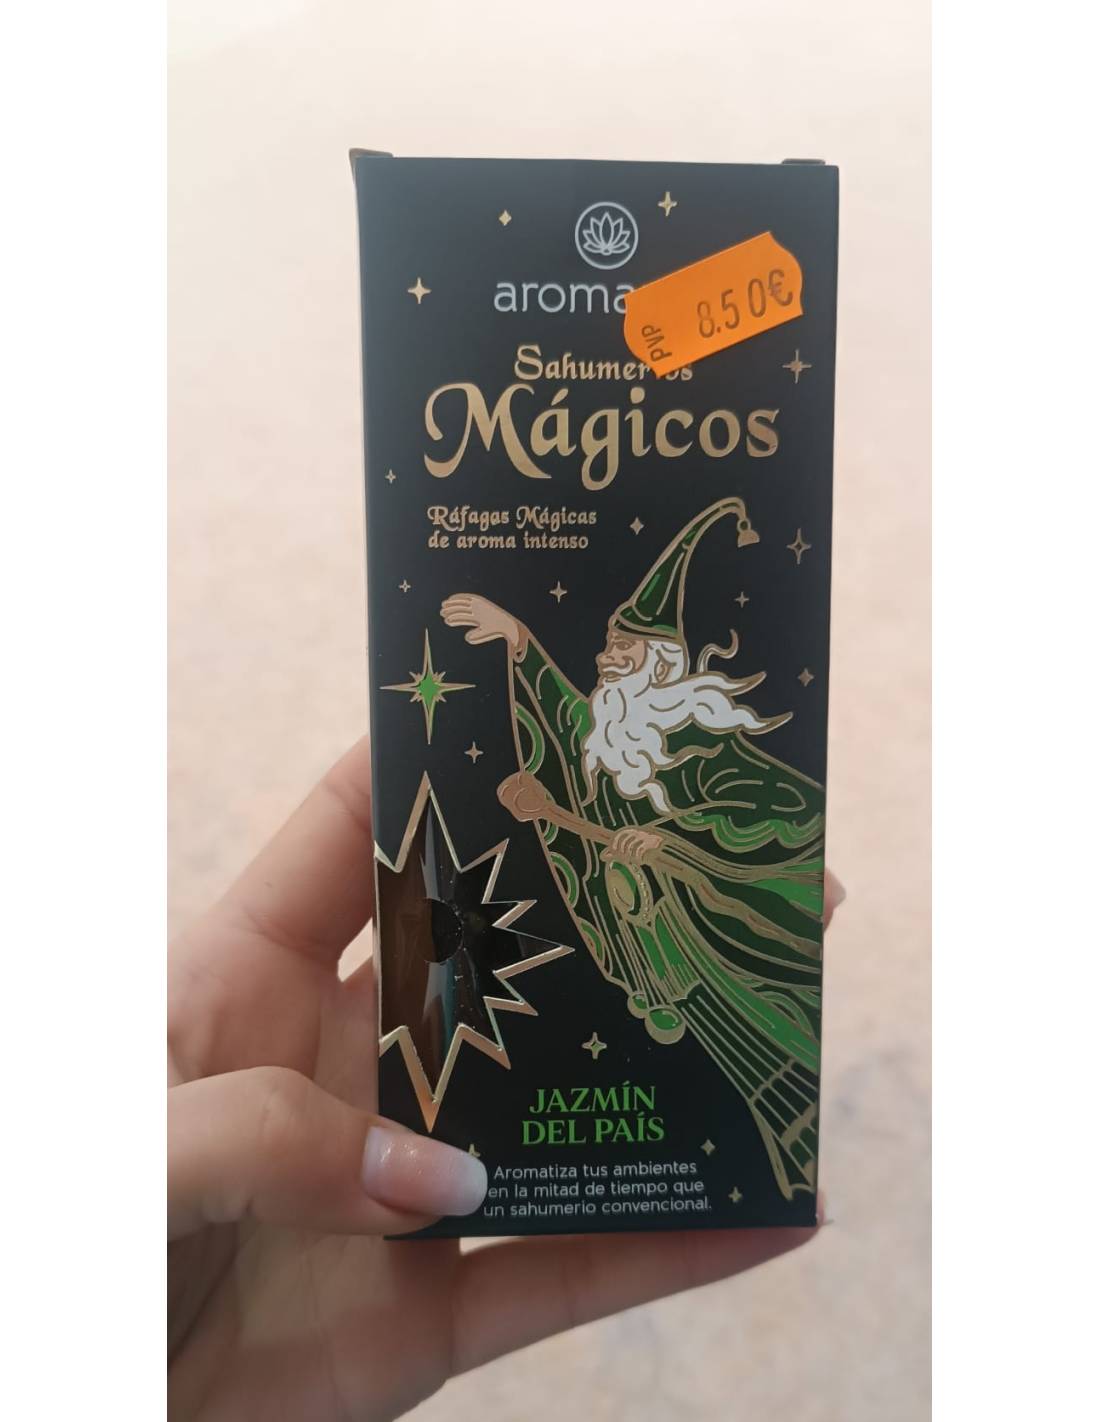 aroma
8.50€
PVP
Sahumerios
Mágicos
Ráfagas Mágicas
de aroma intenso
JAZMÍN
DEL PAÍS
Aromatiza tus ambientes
en la mitad de tiempo que
un sahumerio convencional.